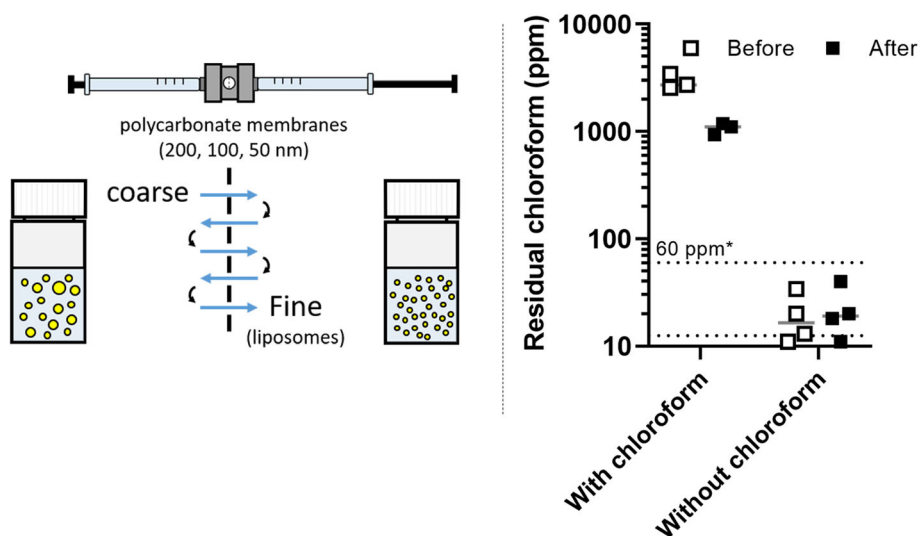 polycarbonate membranes
(200, 100, 50 nm)
coarse
Fine
(liposomes)
Residual chloroform (ppm)
10000
1000
100
10
Before
After
60 ppm*
With chloroform
Without chloroform